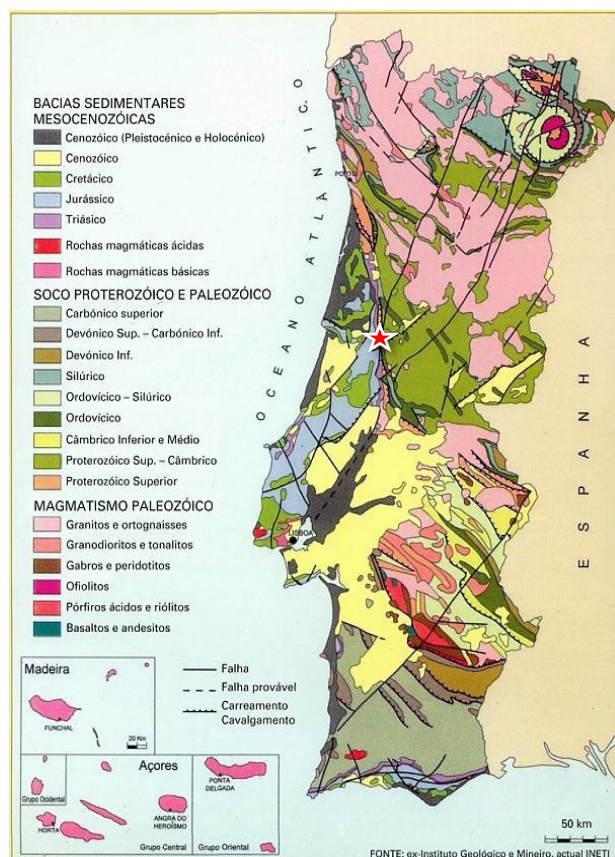 BACIAS SEDIMENTARES
MESOCENOZÓICAS
Cenozóico (Pleistocénico e Holocénico)
Cenozóico
Cretácico
Jurássico
Triásico
Rochas magmáticas ácidas
Rochas magmáticas básicas
SOCO PROTEROZÓICO E PALEOZÓICO
Carbónico superior
Devónico Sup. – Carbónico Inf.
Devónico Inf.
Silúrico
Ordovícico – Silúrico
Ordovícico
Câmbrico Inferior e Médio
Proterozóico Sup. – Câmbrico
Proterozóico Superior
MAGMATISMO PALEOZÓICO
Granitos e ortognaisses
Granodioritos e tonalitos
Gabros e peridotitos
Ofiolitos
Pórfiros ácidos e riólitos
Basaltos e andesitos
OCEANO ATLÂNTICO
PORTO
LISBOA
ESPANHA
Falha
Falha provável
Carreamento
Cavalgamento
Madeira
FUNCHAL
20 Km
Açores
Grupo Ocidental
HORTA
ANGRA DO
HEROÍSMO
Grupo Central
PONTA
DELGADA
Grupo Oriental
50 km
FONTE: ex-Instituto Geológico e Mineiro, actual INETI